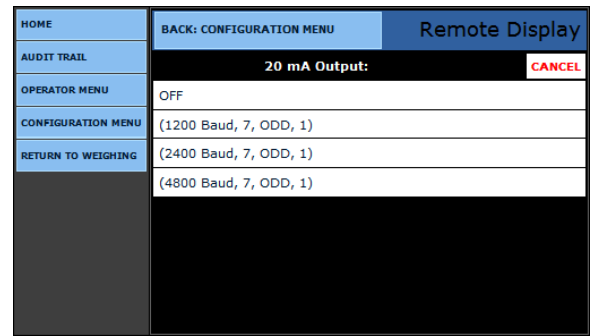 HOME
AUDIT TRAIL
OPERATOR MENU
CONFIGURATION MENU
RETURN TO WEIGHING
BACK: CONFIGURATION MENU
Remote Display
20 mA Output:
CANCEL
OFF
(1200 Baud, 7, ODD, 1)
(2400 Baud, 7, ODD, 1)
(4800 Baud, 7, ODD, 1)